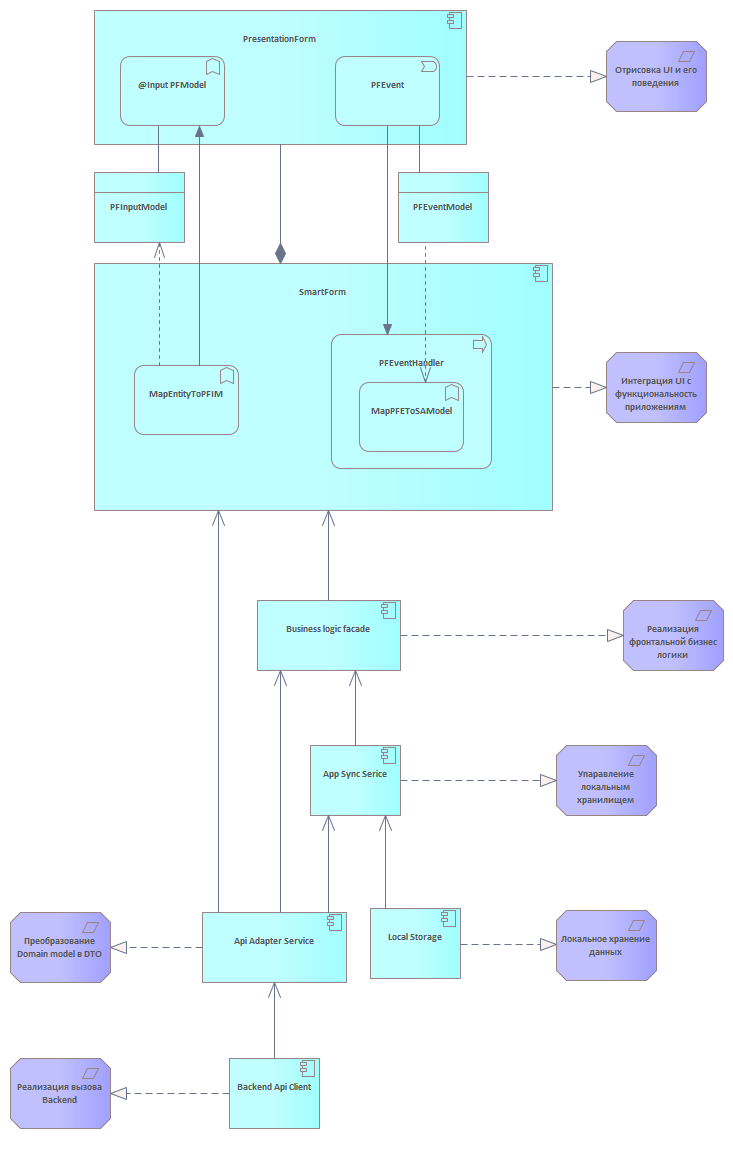 PresentationForm
@Input PFModel
PFEvent
Отрисовка UI и его
поведения
PFInputModel
PFEventModel
SmartForm
PFEventHandler
MapEntityToPFIM
MapPFEToSAModel
Интеграция UI с
функциональность
приложениям
Business logic facade
Реализация
фронтальной бизнес
логики
App Sync Serice
Упаравление
локальным
хранилищем
Преобразование
Domain model в DTO
Api Adapter Service
Local Storage
Локальное хранение
данных
Реализация вызова
Backend
Backend Api Client